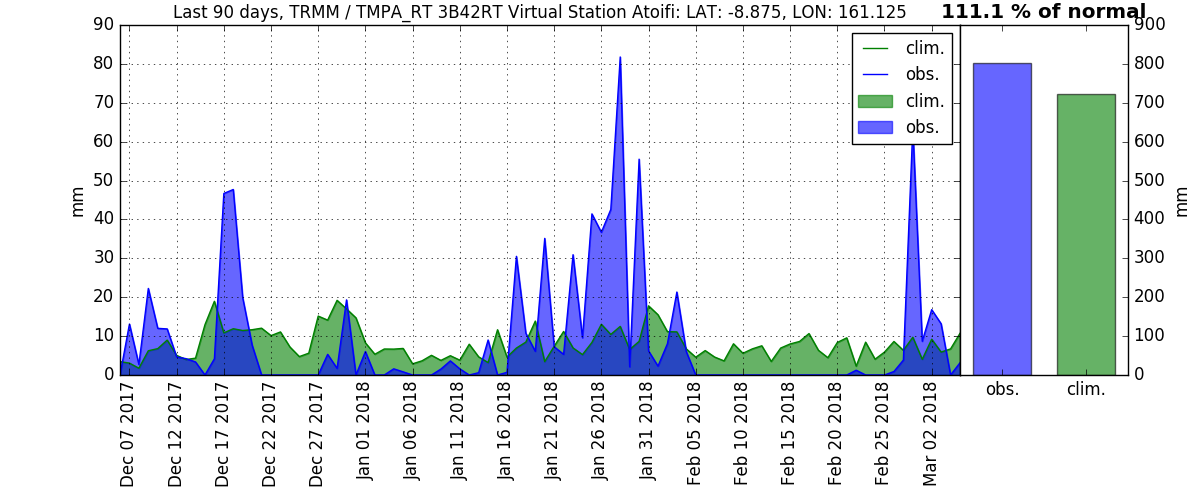 Last 90 days, TRMM / TMPA_RT 3B42RT Virtual Station Atoifi: LAT: -8.875, LON: 161.125
111.1 % of normal
90
80
70
60
50
40
30
20
10
0
mm
clim.
obs.
clim.
obs.
900
800
700
600
500
400
300
200
100
0
mm
Dec 07 2017
Dec 12 2017
Dec 17 2017
Dec 22 2017
Dec 27 2017
Jan 01 2018
Jan 06 2018
Jan 11 2018
Jan 16 2018
Jan 21 2018
Jan 26 2018
Jan 31 2018
Feb 05 2018
Feb 10 2018
Feb 15 2018
Feb 20 2018
Feb 25 2018
Mar 02 2018
obs.
clim.